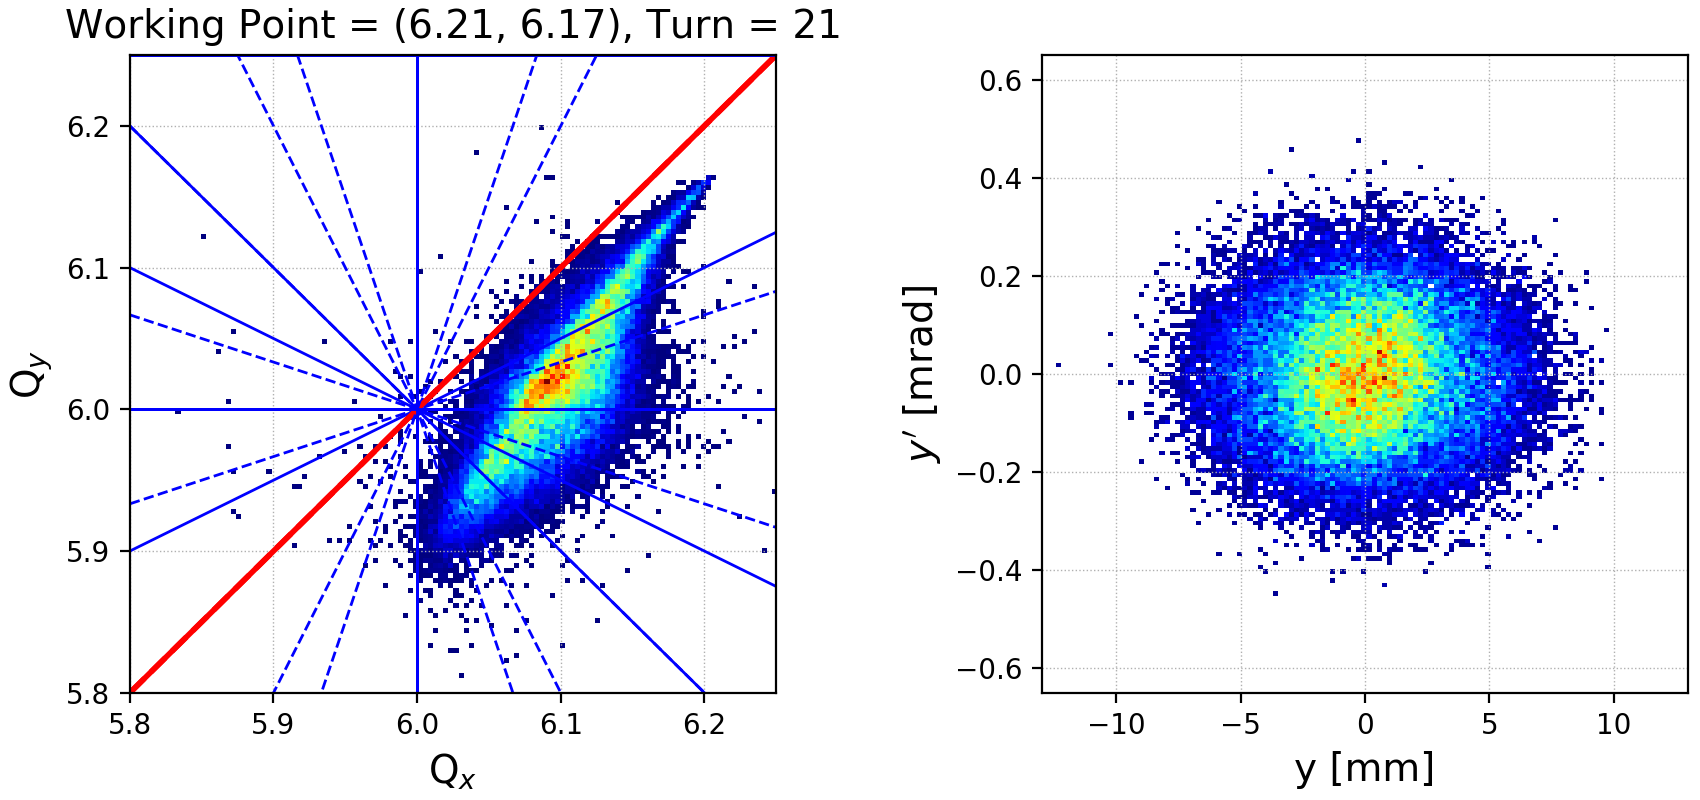 Working Point = (6.21, 6.17), Turn = 21
6.2
6.1
6.0
5.9
5.8
Qy
5.8 5.9 6.0 6.1 6.2
Qx
0.6
0.4
0.2
0.0
−0.2
−0.4
−0.6
y′ [mrad]
−10 −5 0 5 10
y [mm]